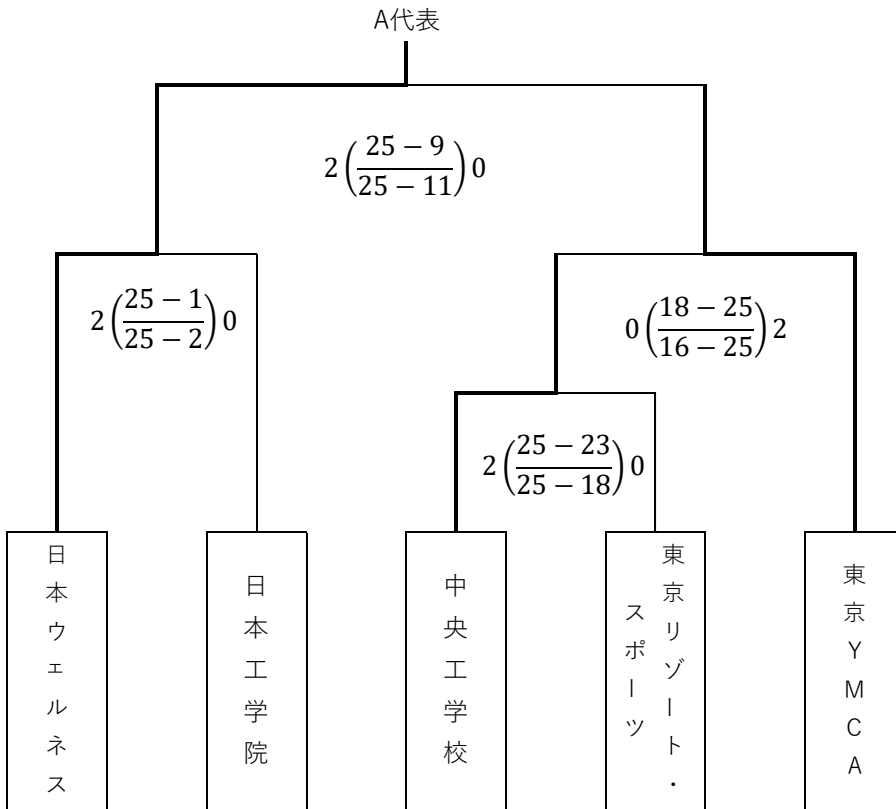 A代表
2(25 − 9/25 − 11)0
2(25 − 1/25 − 2)0
0(18 − 25/16 − 25)2
2(25 − 23/25 − 18)0
日本ウェルネス
日本工学院
中央工学校
東京リゾート・
スポーツ
東京YMCA